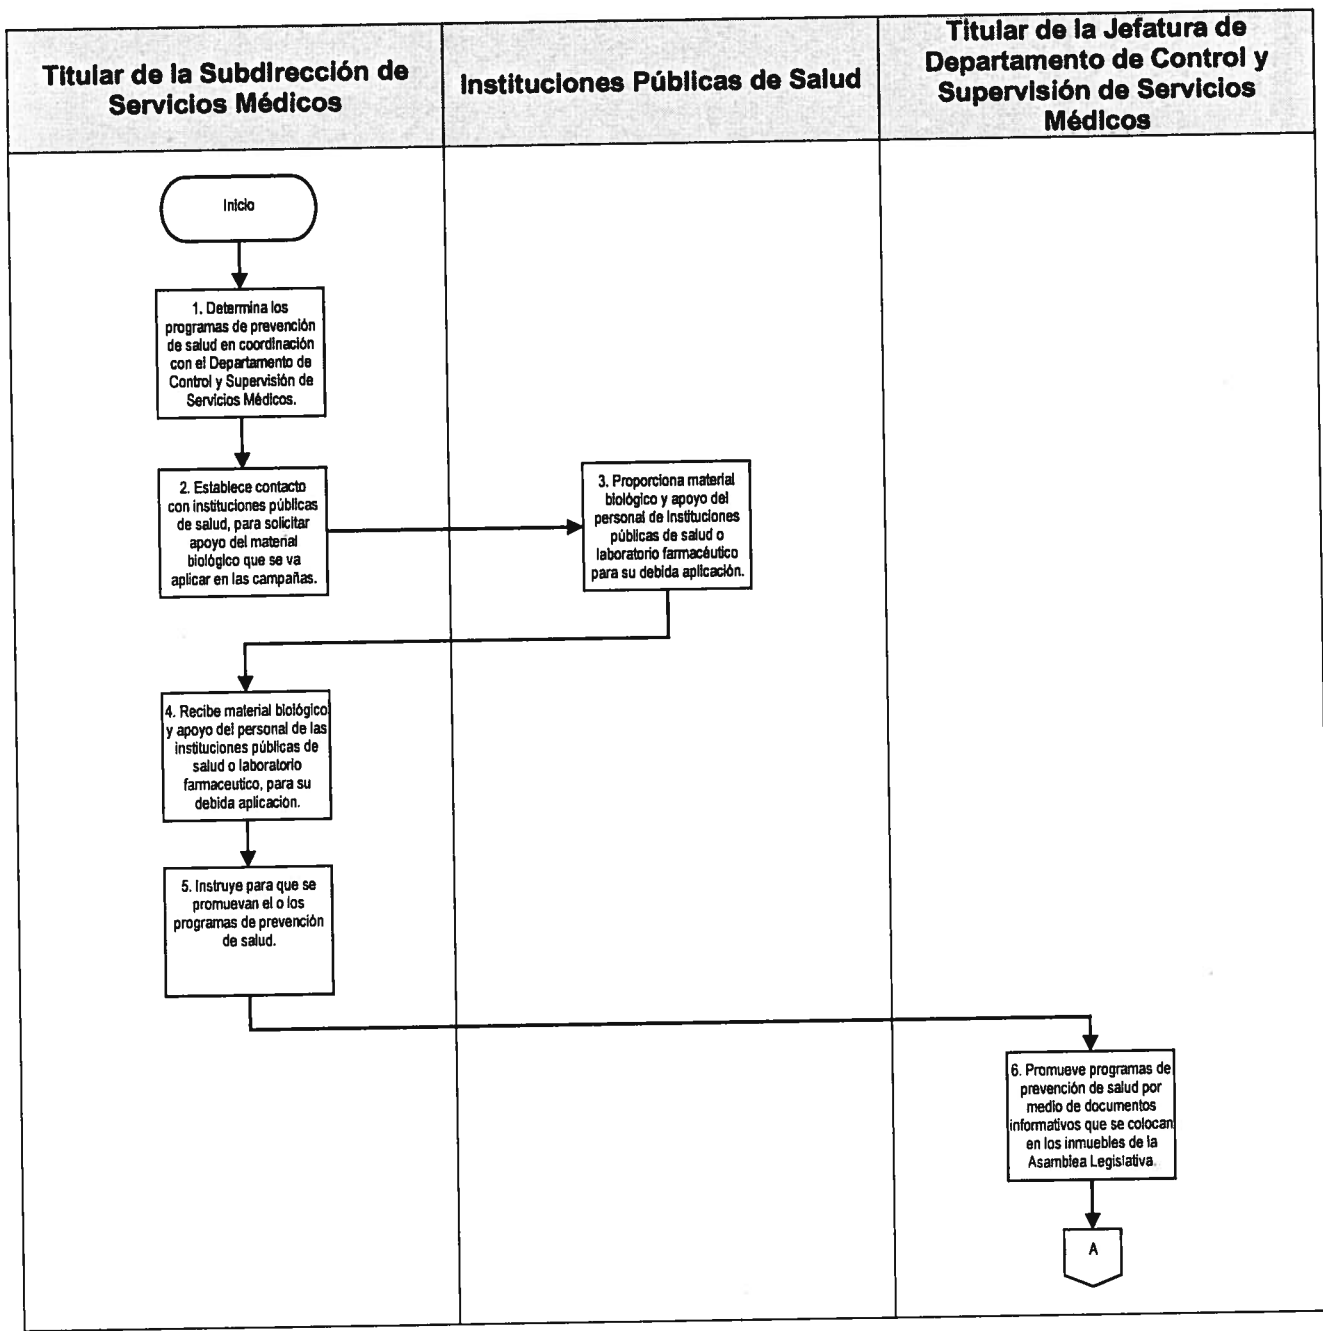 Titular de la Subdirección de
Servicios Médicos
Instituciones Públicas de Salud
Titular de la Jefatura de
Departamento de Control y
Supervisión de Servicios
Médicos
Inicio
1. Determina los
programas de prevención
de salud en coordinación
con el Departamento de
Control y Supervisión de
Servicios Médicos.
2. Establece contacto
con instituciones públicas
de salud, para solicitar
apoyo del material
biológico que se va
aplicar en las campañas.
3. Proporciona material
biológico y apoyo del
personal de instituciones
públicas de salud o
laboratorio farmacéutico
para su debida aplicación.
4. Recibe material biológico
y apoyo del personal de las
instituciones públicas de
salud o laboratorio
farmaceutico, para su
debida aplicación.
5. Instruye para que se
promuevan el o los
programas de prevención
de salud.
6. Promueve programas de
prevención de salud por
medio de documentos
informativos que se colocan
en los inmuebles de la
Asamblea Legislativa.
A